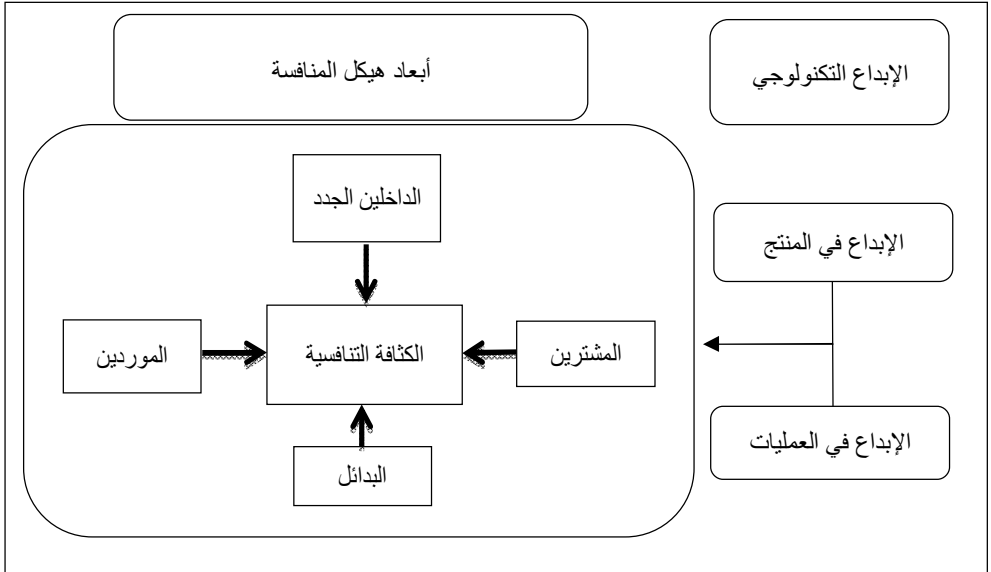 الإبداع التكنولوجي
أبعاد هيكل المنافسة
الإبداع في المنتج
الإبداع في العمليات
الداخلين الجدد
المشترين
الكثافة التنافسية
الموردين
البدائل